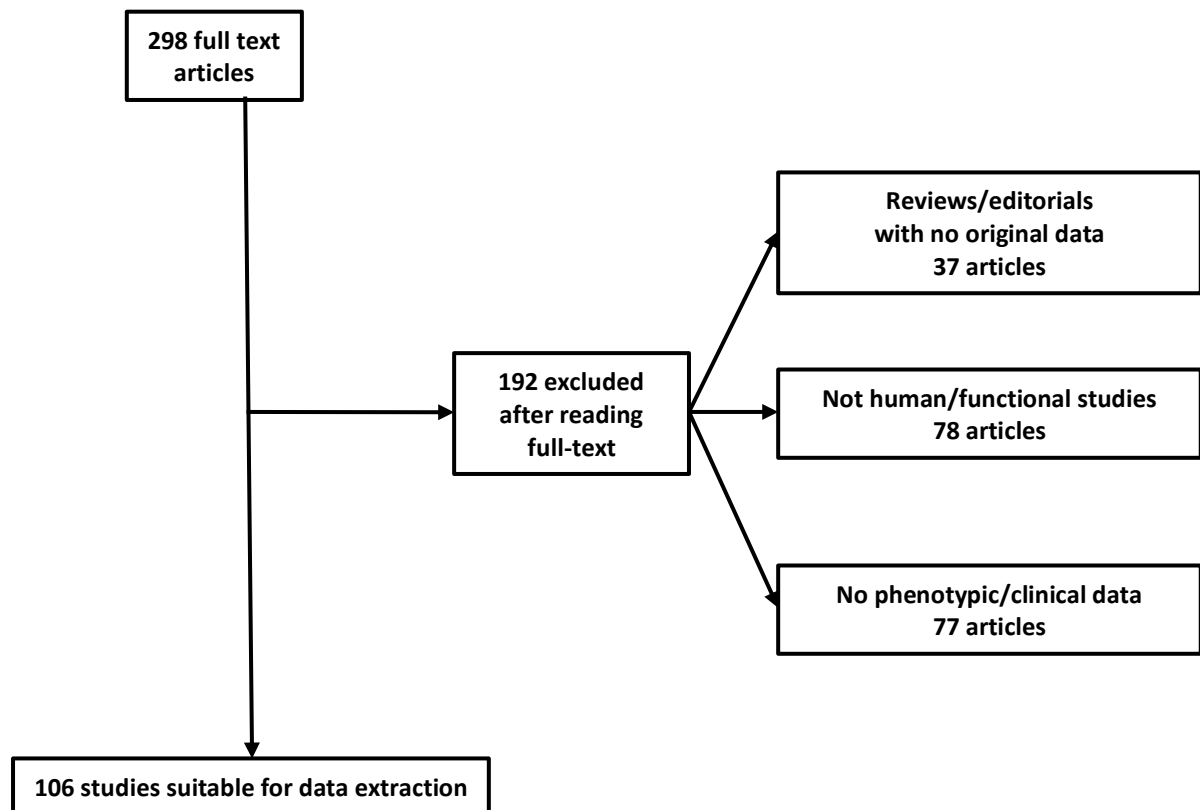 298 full text
articles
Reviews/editorials
with no original data
37 articles
192 excluded
after reading
full-text
Not human/functional studies
78 articles
No phenotypic/clinical data
77 articles
106 studies suitable for data extraction